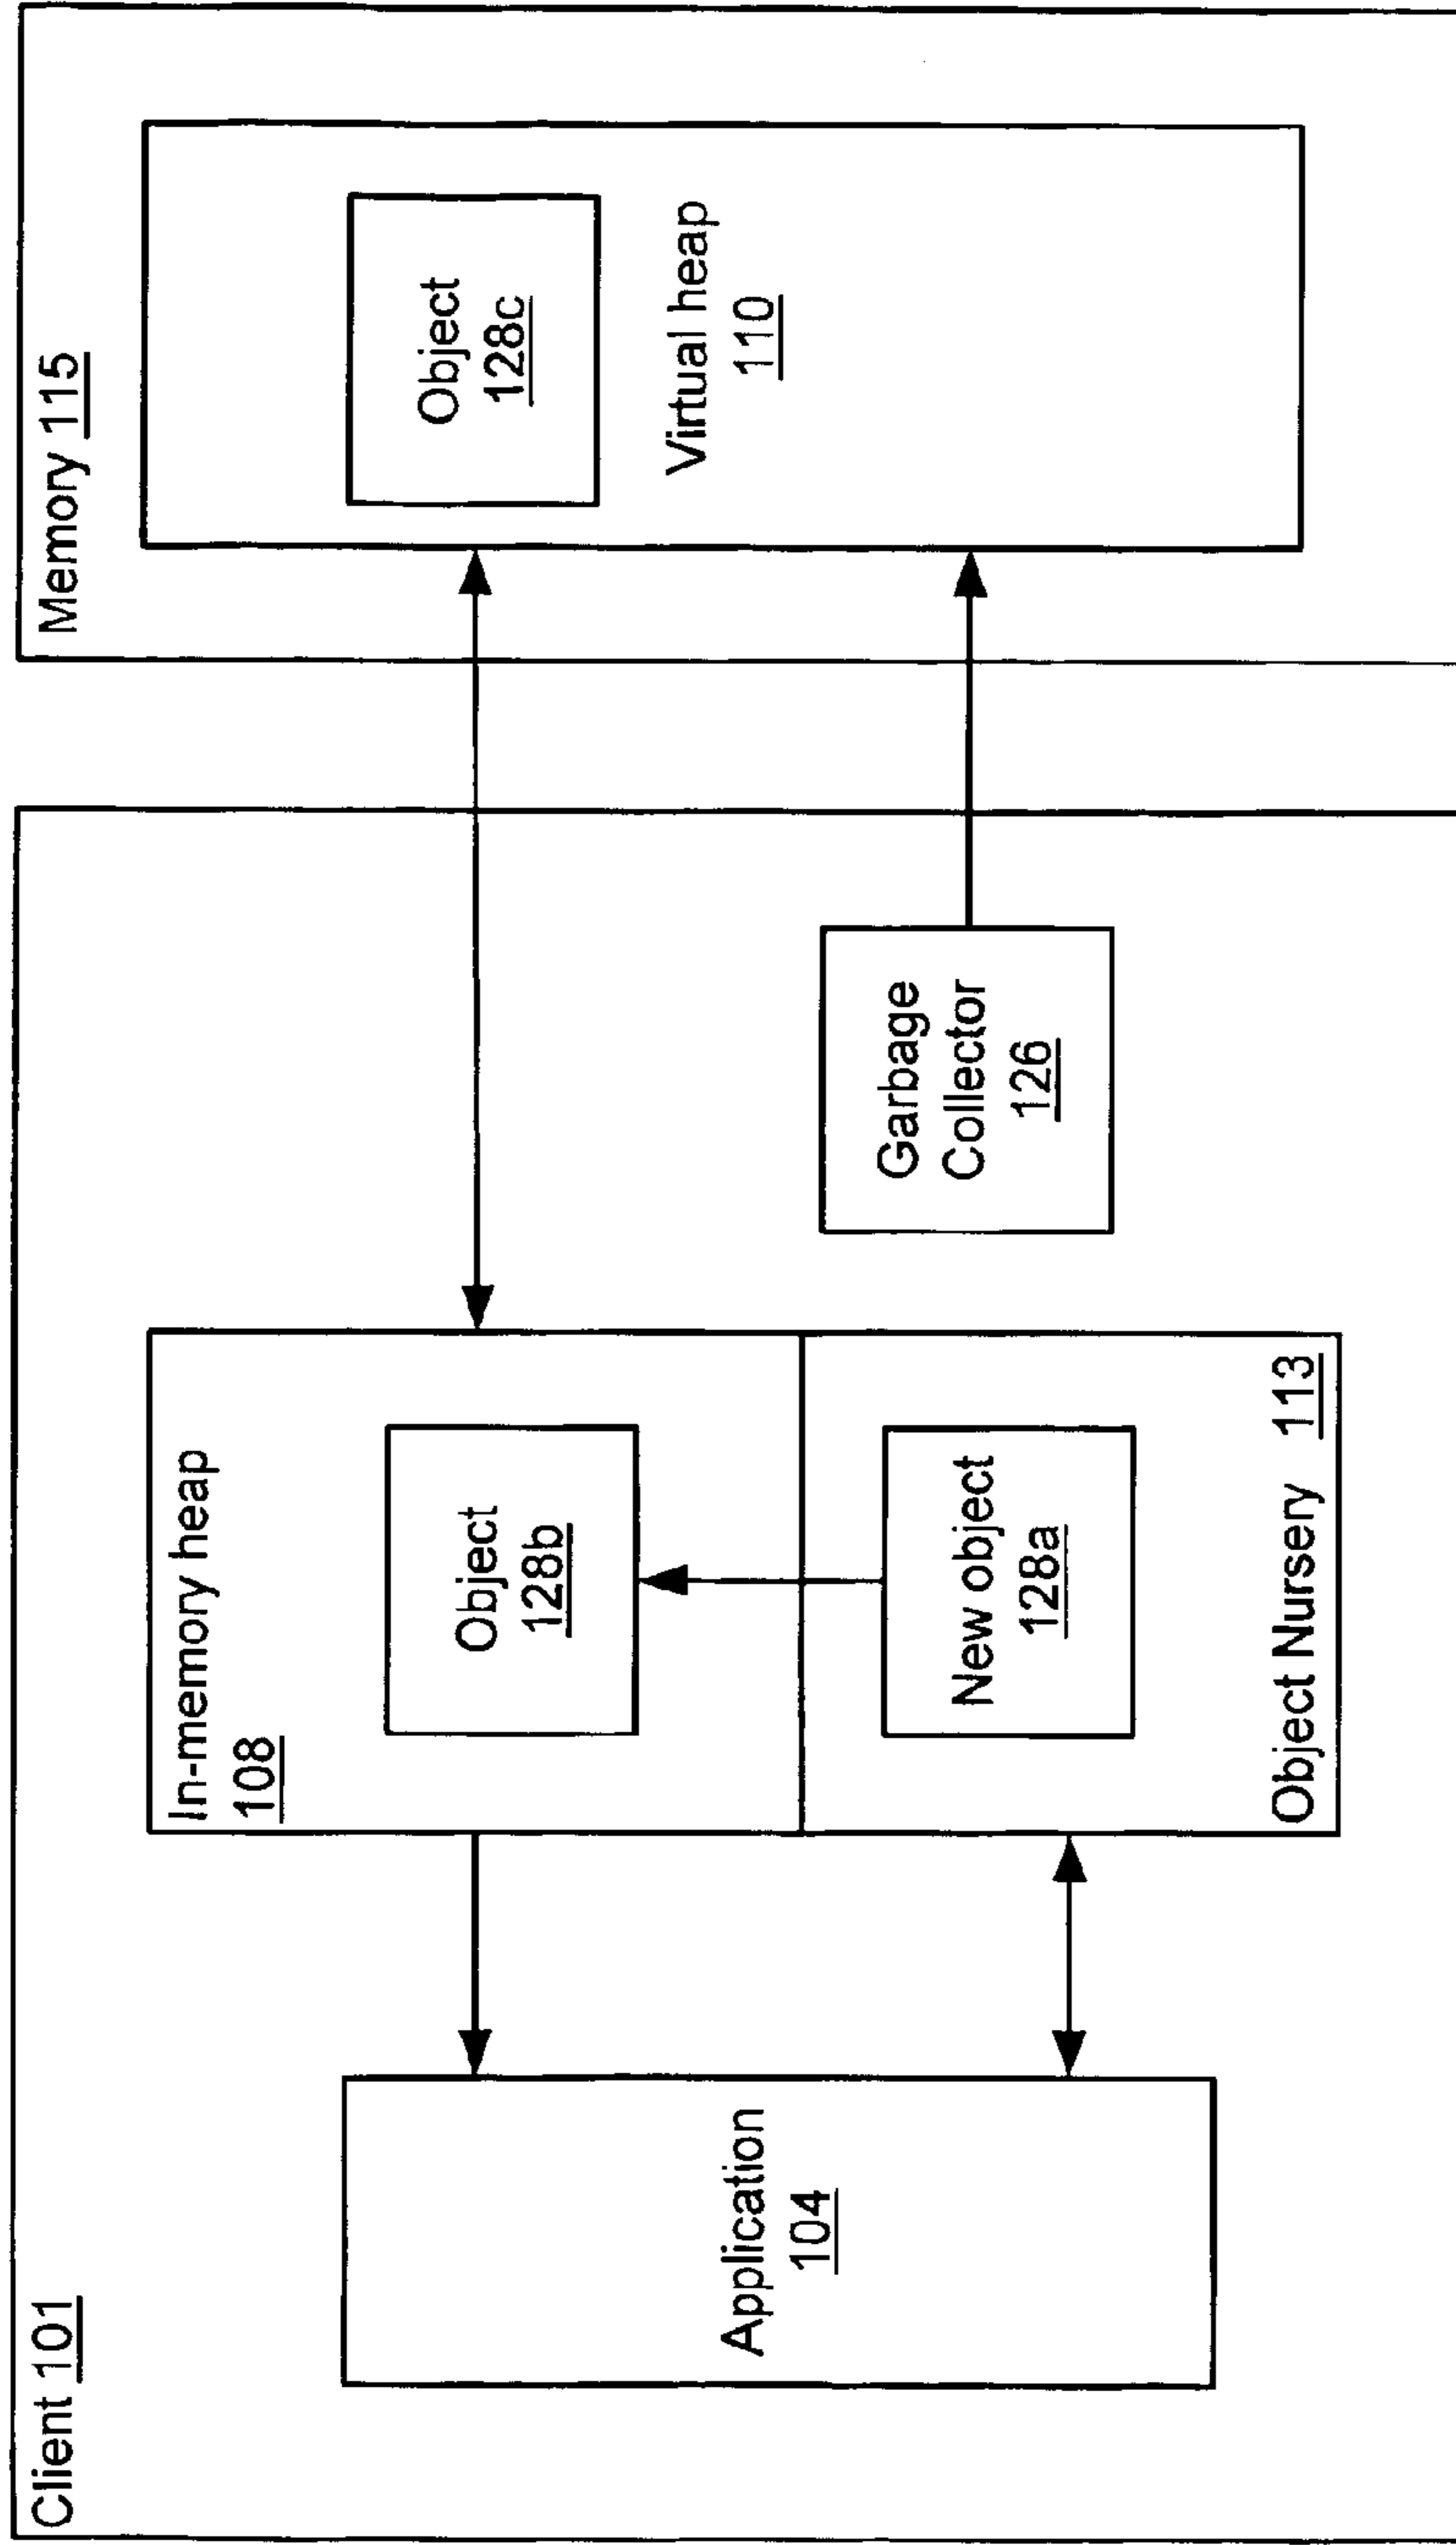 Client 101
Application
104
In-memory heap
108
Object
128b
New object
128a
Object Nursery 113
Garbage
Collector
126
Memory 115
Object
128c
Virtual heap
110